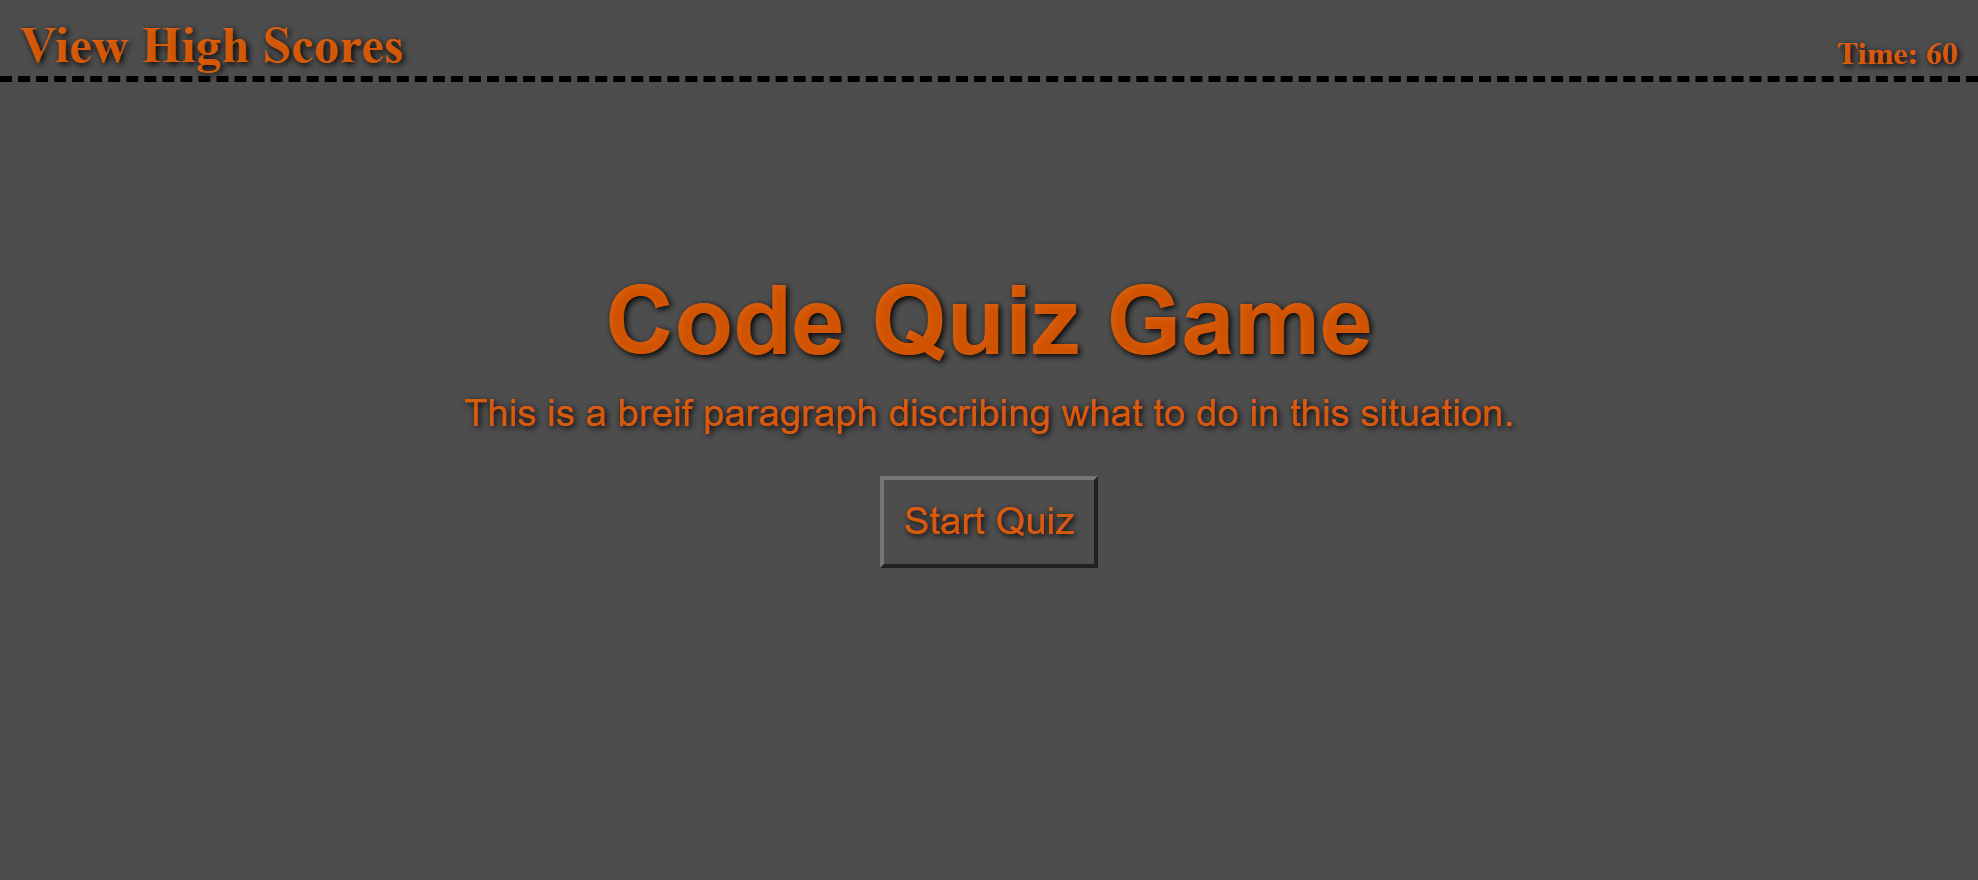 View High Scores
Time: 60
Code Quiz Game
This is a breif paragraph discribing what to do in this situation.
Start Quiz